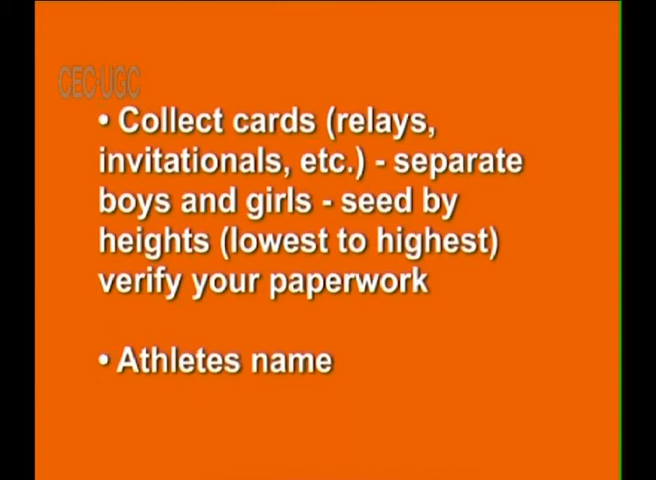 CEC-UGC
• Collect cards (relays,
invitationals, etc.) - separate
boys and girls - seed by
heights (lowest to highest)
verify your paperwork
• Athletes name